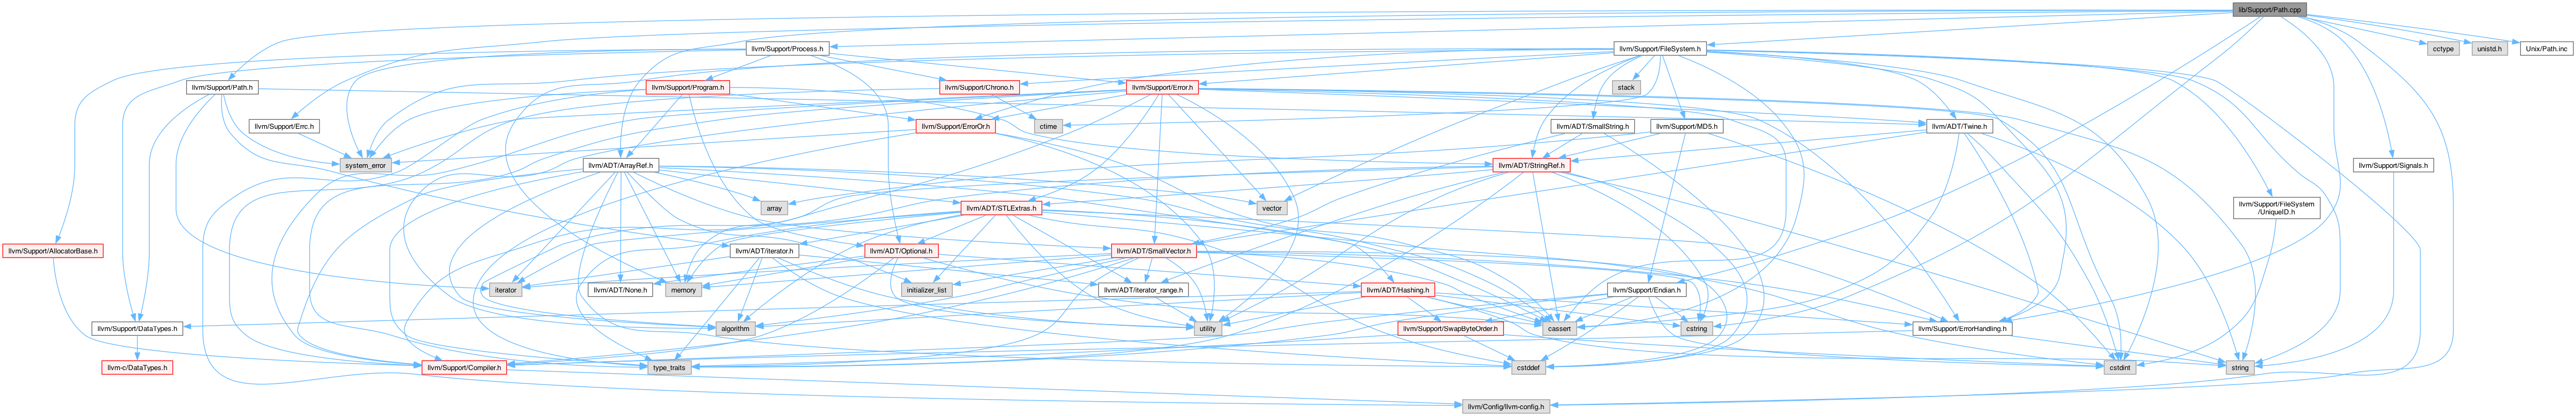 lib/Support/Path.cpp
llvm/Support/Process.h
llvm/Support/FileSystem.h
cctype
unistd.h
Unix/Path.inc
llvm/Support/Path.h
llvm/Support/Program.h
llvm/Support/Chrono.h
llvm/Support/Error.h
stack
llvm/Support/Errc.h
llvm/Support/ErrorOr.h
ctime
llvm/ADT/SmallString.h
llvm/Support/MD5.h
llvm/ADT/Twine.h
system_error
llvm/ADT/ArrayRef.h
llvm/ADT/StringRef.h
llvm/Support/Signals.h
array
llvm/ADT/STLExtras.h
vector
llvm/Support/FileSystem
/UniqueID.h
llvm/Support/AllocatorBase.h
llvm/ADT/iterator.h
llvm/ADT/Optional.h
llvm/ADT/SmallVector.h
iterator
llvm/ADT/None.h
memory
initializer_list
llvm/ADT/iterator_range.h
llvm/ADT/Hashing.h
llvm/Support/Endian.h
llvm/Support/DataTypes.h
algorithm
utility
llvm/Support/SwapByteOrder.h
cassert
cstring
llvm/Support/ErrorHandling.h
llvm-c/DataTypes.h
llvm/Support/Compiler.h
type_traits
cstddef
cstdint
string
llvm/Config/llvm-config.h